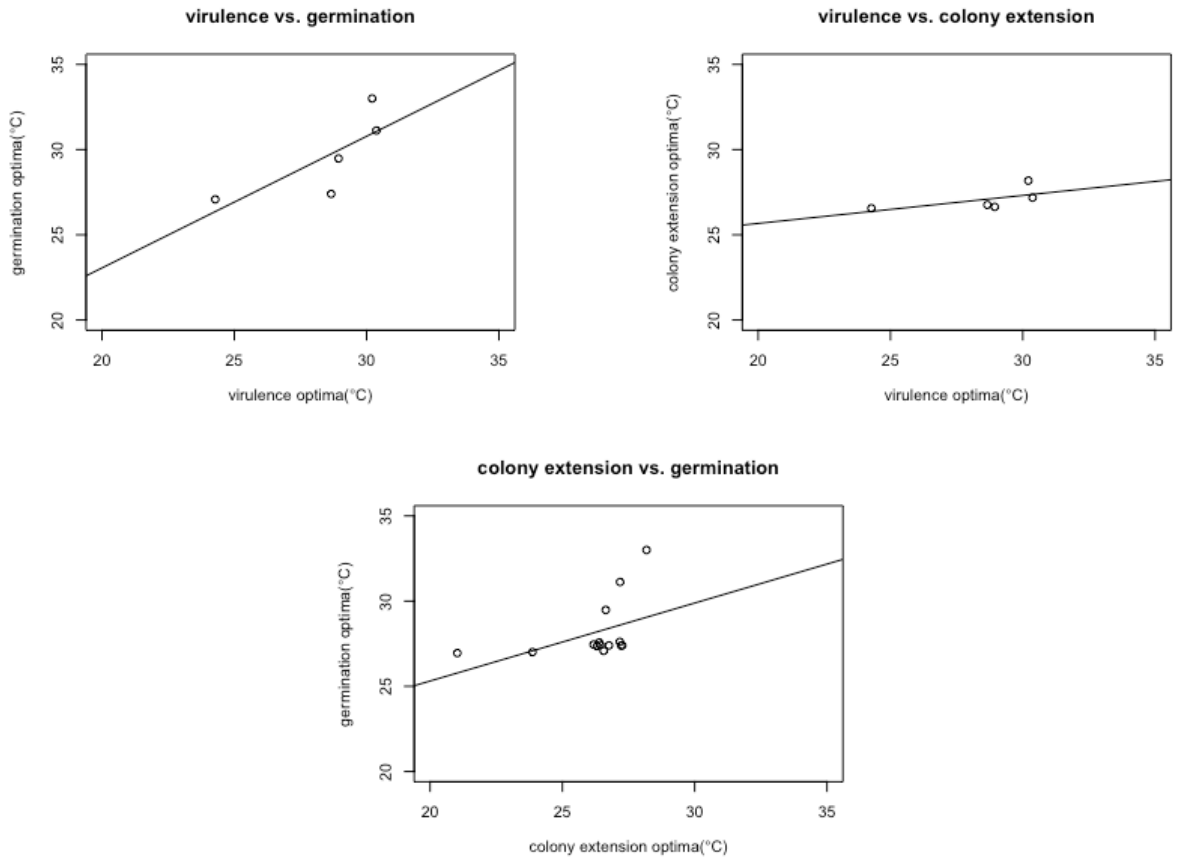 virulence vs. germination
germination optima(°C)
35
30
25
20
20 25 30 35
virulence optima(°C)
virulence vs. colony extension
colony extension optima(°C)
35
30
25
20
20 25 30 35
virulence optima(°C)
colony extension vs. germination
germination optima(°C)
35
30
25
20
20 25 30 35
colony extension optima(°C)